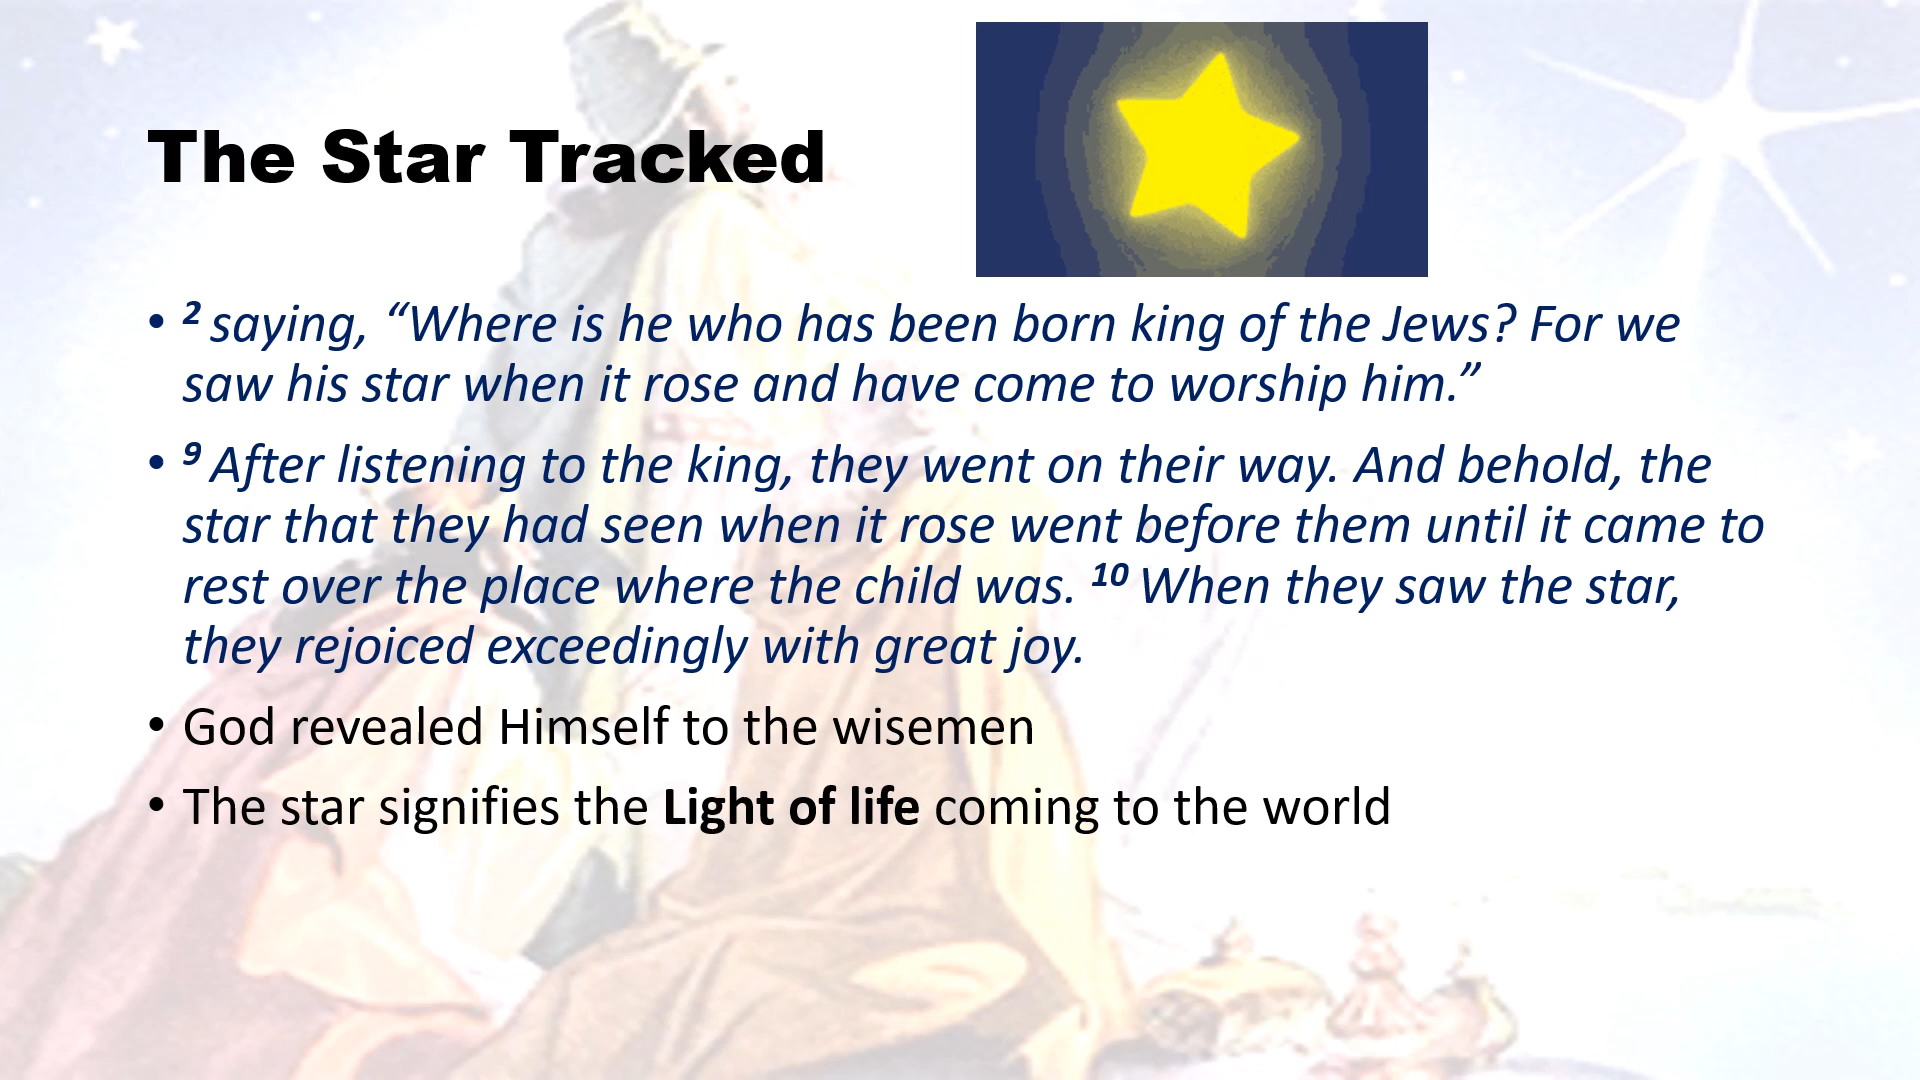 The Star Tracked
• 2 saying, “Where is he who has been born king of the Jews? For we
saw his star when it rose and have come to worship him.”
• 9 After listening to the king, they went on their way. And behold, the
star that they had seen when it rose went before them until it came to
rest over the place where the child was. 10 When they saw the star,
they rejoiced exceedingly with great joy.
• God revealed Himself to the wisemen
• The star signifies the Light of life coming to the world